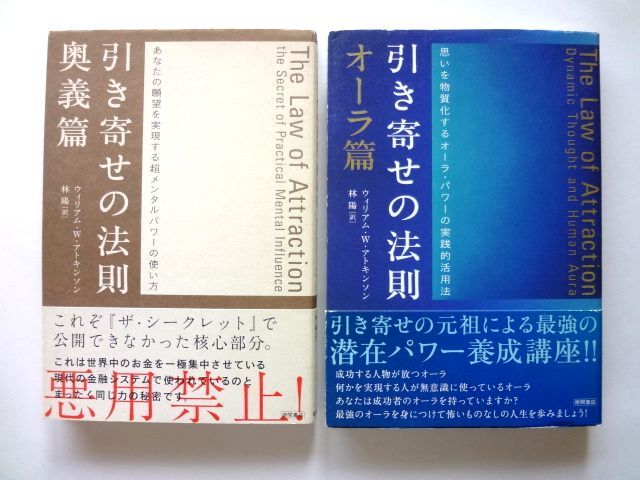 引き寄せの法則
奥義篇
あなたの願望を実現する超メンタルパワーの使い方
The Law of Attraction
the Secret of Practical Mental Influence
ウィリアム・W・アトキンソン
林 陽[訳]
これぞ『ザ・シークレット』で
公開できなかった核心部分。
これは世界中のお金を一極集中させている
現代の金融システムで使われているのと
まったく同じ力の秘密です。
悪用禁止!
徳間書店
引き寄せの法則
オーラ篇
思いを物質化するオーラ・パワーの実践的活用法
The Law of Attraction
Dynamic Thought and Human Aura
ウィリアム・W・アトキンソン
林 陽[訳]
引き寄せの元祖による最強の
潜在パワー養成講座!!
成功する人物が放つオーラ
何かを実現する人が無意識に使っているオーラ
あなたは成功者のオーラを持っていますか?
最強のオーラを身につけて怖いものなしの人生を歩みましょう!
徳間書店